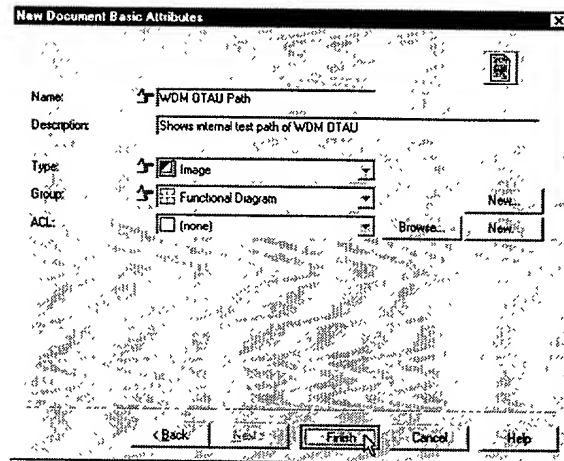 New Document Basic Attributes
Name: WDM OTAU Path
Description: Shows internal test path of WDM OTAU
Type: Image
Group: Functional Diagram New...
ACL: (none) Browse... New...
< Back Next > Finish Cancel Help